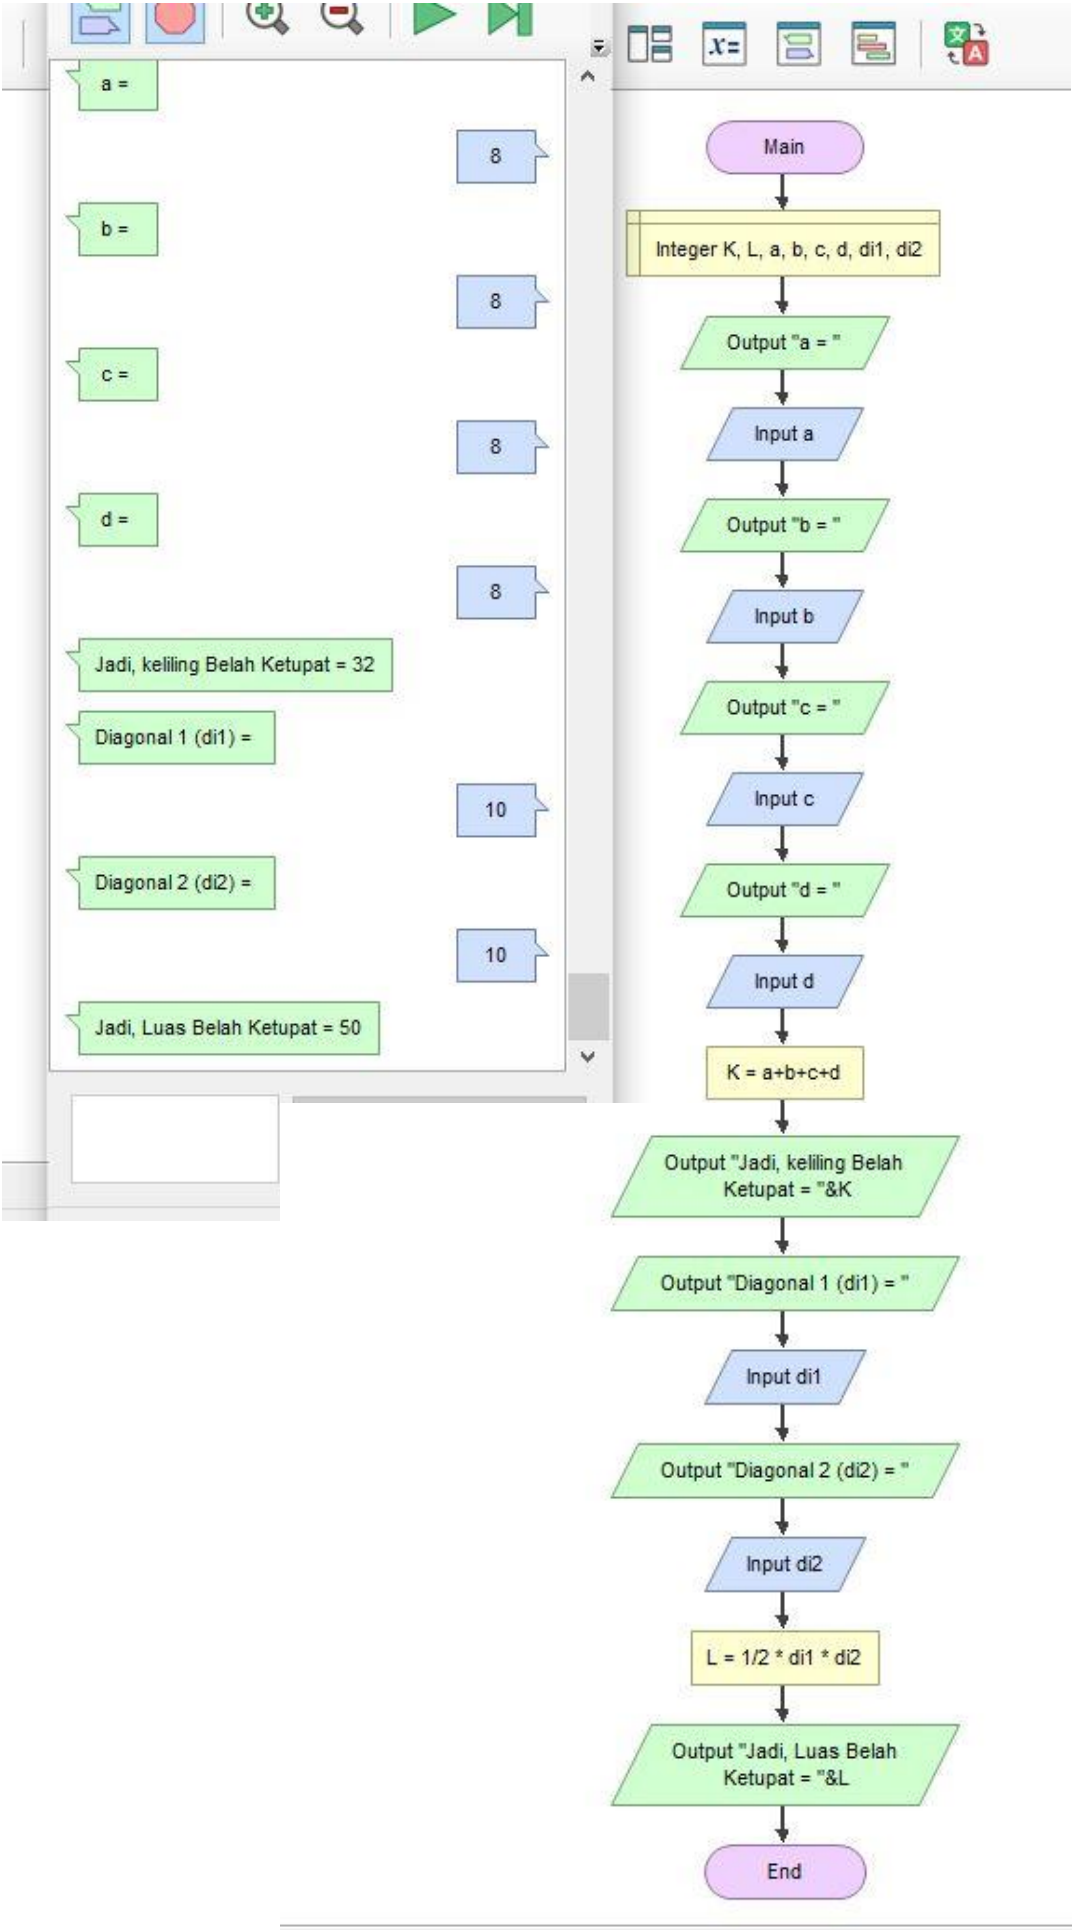 a =
8
b =
8
c =
8
d =
8
Jadi, keliling Belah Ketupat = 32
Diagonal 1 (di1) =
10
Diagonal 2 (di2) =
10
Jadi, Luas Belah Ketupat = 50
x=
文
A
Main
Integer K, L, a, b, c, d, di1, di2
Output "a = "
Input a
Output "b = "
Input b
Output "c = "
Input c
Output "d = "
Input d
K = a+b+c+d
Output "Jadi, keliling Belah
Ketupat = "&K
Output "Diagonal 1 (di1) = "
Input di1
Output "Diagonal 2 (di2) = "
Input di2
L = 1/2 * di1 * di2
Output "Jadi, Luas Belah
Ketupat = "&L
End